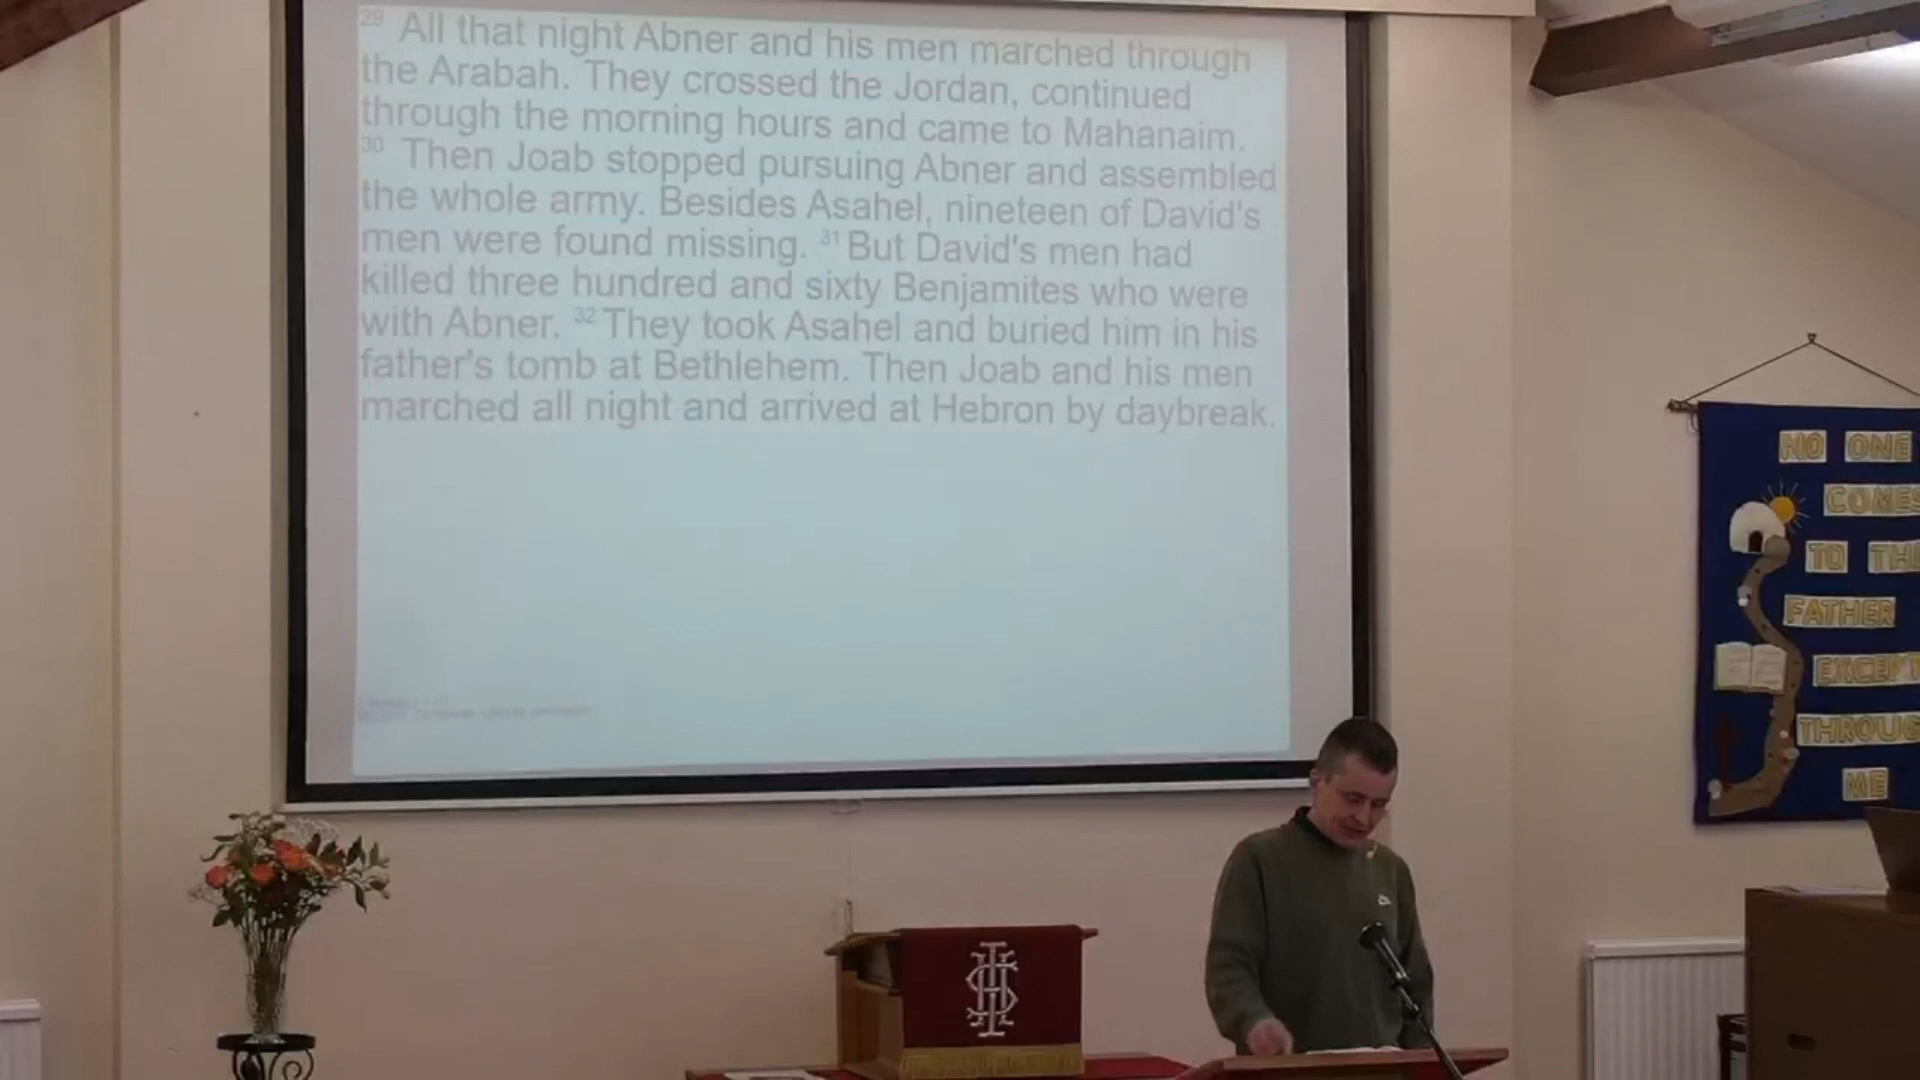 29 All that night Abner and his men marched through
the Arabah. They crossed the Jordan, continued
through the morning hours and came to Mahanaim.
30 Then Joab stopped pursuing Abner and assembled
the whole army. Besides Asahel, nineteen of David's
men were found missing. 31 But David's men had
killed three hundred and sixty Benjamites who were
with Abner. 32 They took Asahel and buried him in his
father's tomb at Bethlehem. Then Joab and his men
marched all night and arrived at Hebron by daybreak.
NO ONE
COMES
TO TH
FATHER
EXCEPT
THROUG
ME
IHS